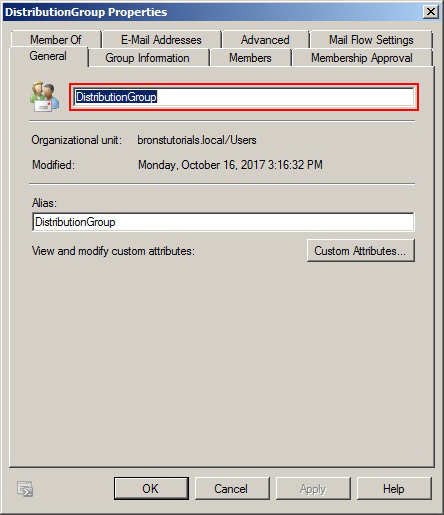 DistributionGroup Properties
Member Of E-Mail Addresses Advanced Mail Flow Settings
General Group Information Members Membership Approval
DistributionGroup
Organizational unit: bronstutorials.local/Users
Modified: Monday, October 16, 2017 3:16:32 PM
Alias:
DistributionGroup
View and modify custom attributes: Custom Attributes...
OK Cancel Apply Help